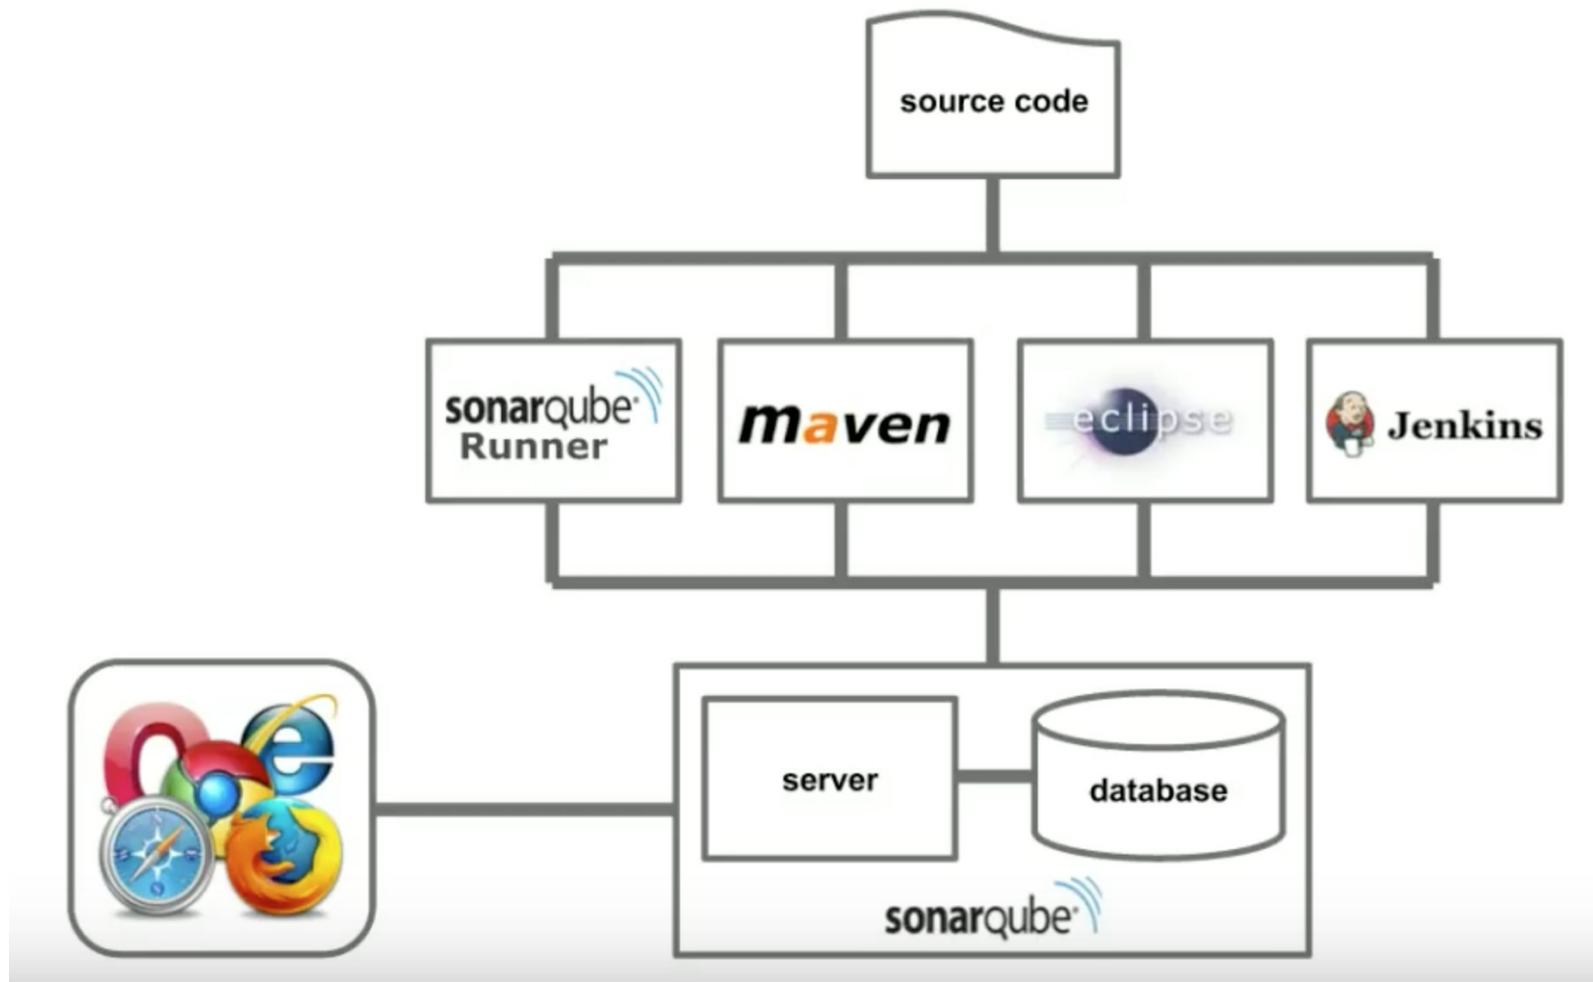 source code
sonarqube
Runner
maven
eclipse
Jenkins
server
database
sonarqube